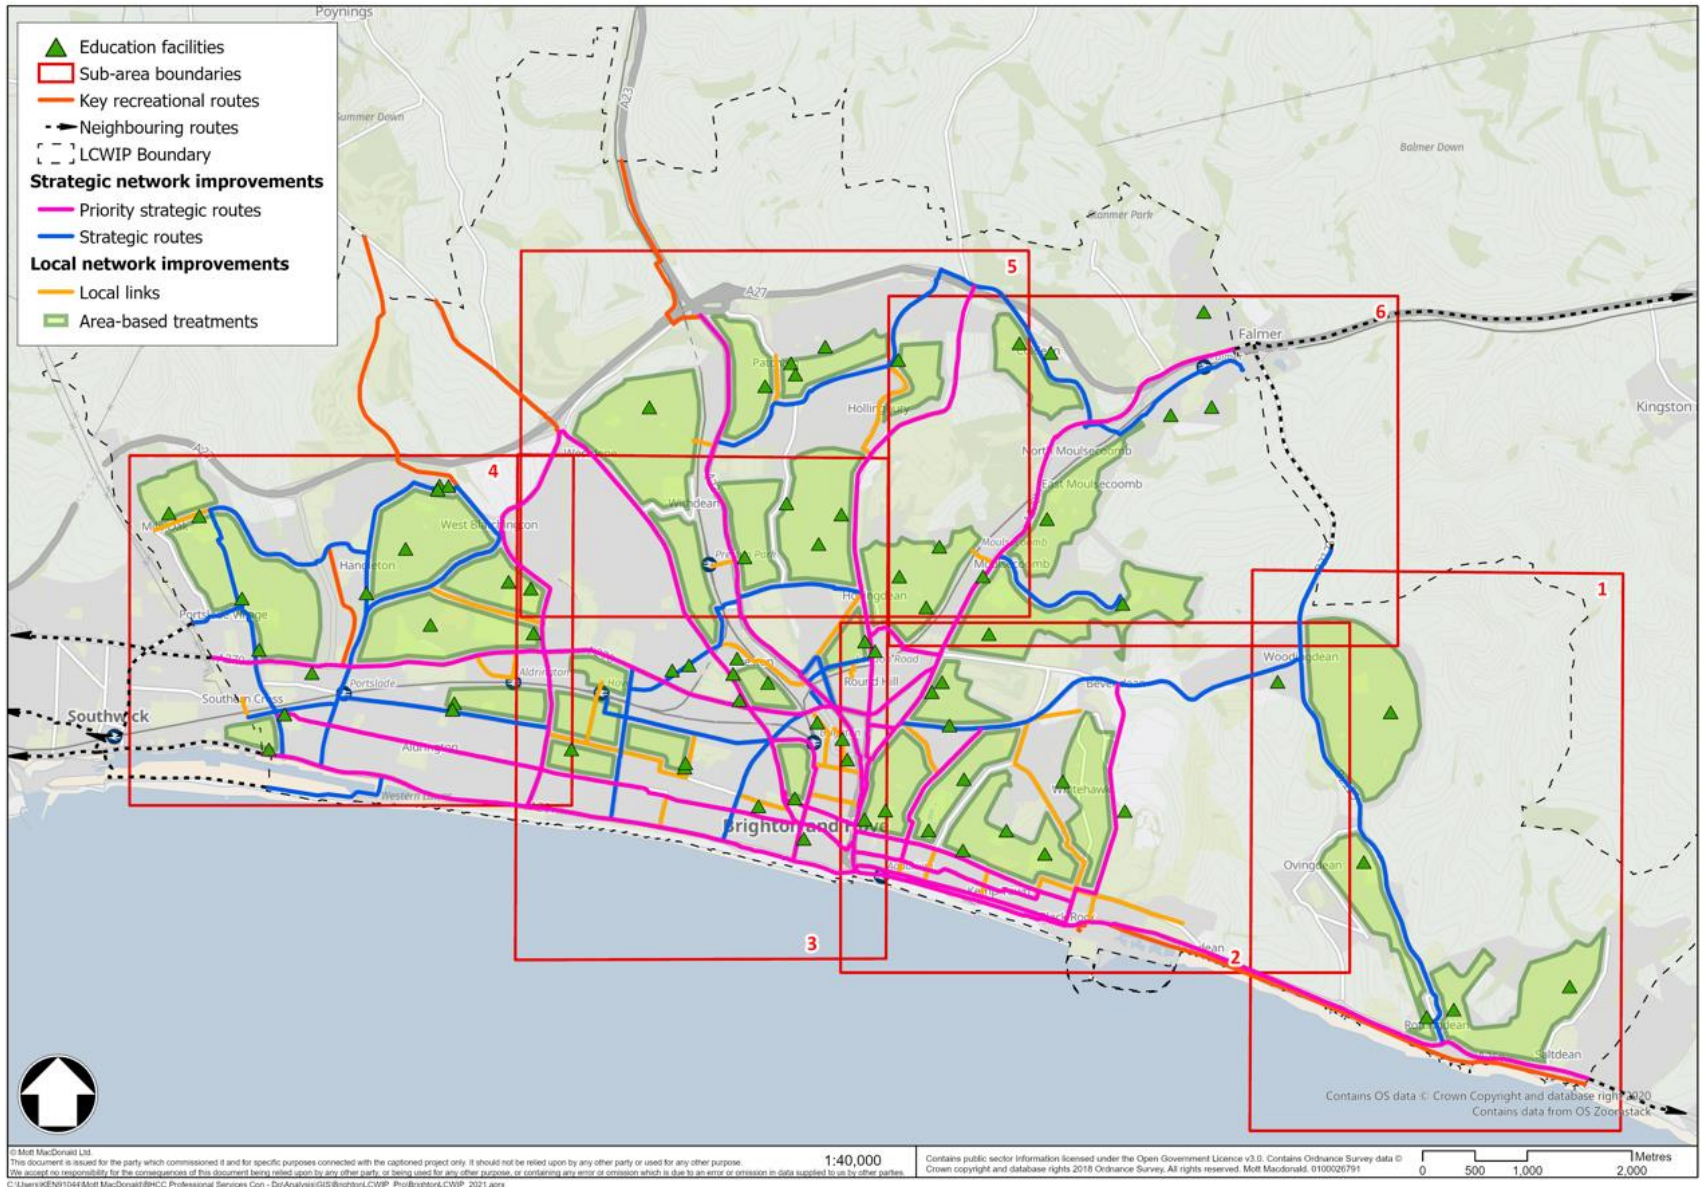 Poynings
Education facilities
Sub-area boundaries
Key recreational routes
Neighbouring routes
LCWIP Boundary
Strategic network improvements
Priority strategic routes
Strategic routes
Local network improvements
Local links
Area-based treatments
A23
Balmer Down
Stanmer Park
5
A27
6
Falmer
Kingston
Hollingbury
North Moulsecoomb
East Moulsecoomb
4
Withdean
West Blatchington
Hangleton
Preston Park
Moulsecoomb
Hollingdean
1
Portslade Village
A270
Aldrington
Portslade
Hove
Round Hill
Bevendean
Woodingdean
Southern Cross
Southwick
Aldrington
Whitehawk
Western Lawns
Brighton and Hove
Ovingdean
Kemp Town
Black Rock
3
2
Rottingdean
Saltdean
Contains OS data © Crown Copyright and database right 2020
Contains data from OS Zoomstack
© Mott MacDonald Ltd.
This document is issued for the party which commissioned it and for specific purposes connected with the captioned project only. It should not be relied upon by any other party or used for any other purpose.
We accept no responsibility for the consequences of this document being relied upon by any other party, or being used for any other purpose, or containing any error or omission which is due to an error or omission in data supplied to us by other parties.
1:40,000
Contains public sector information licensed under the Open Government Licence v3.0. Contains Ordnance Survey data ©
Crown copyright and database rights 2018 Ordnance Survey. All rights reserved. Mott Macdonald. 0100026791
Metres
0 500 1,000 2,000